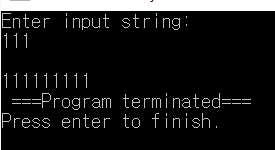 Enter input string:
111
111111111
===Program terminated===
Press enter to finish.